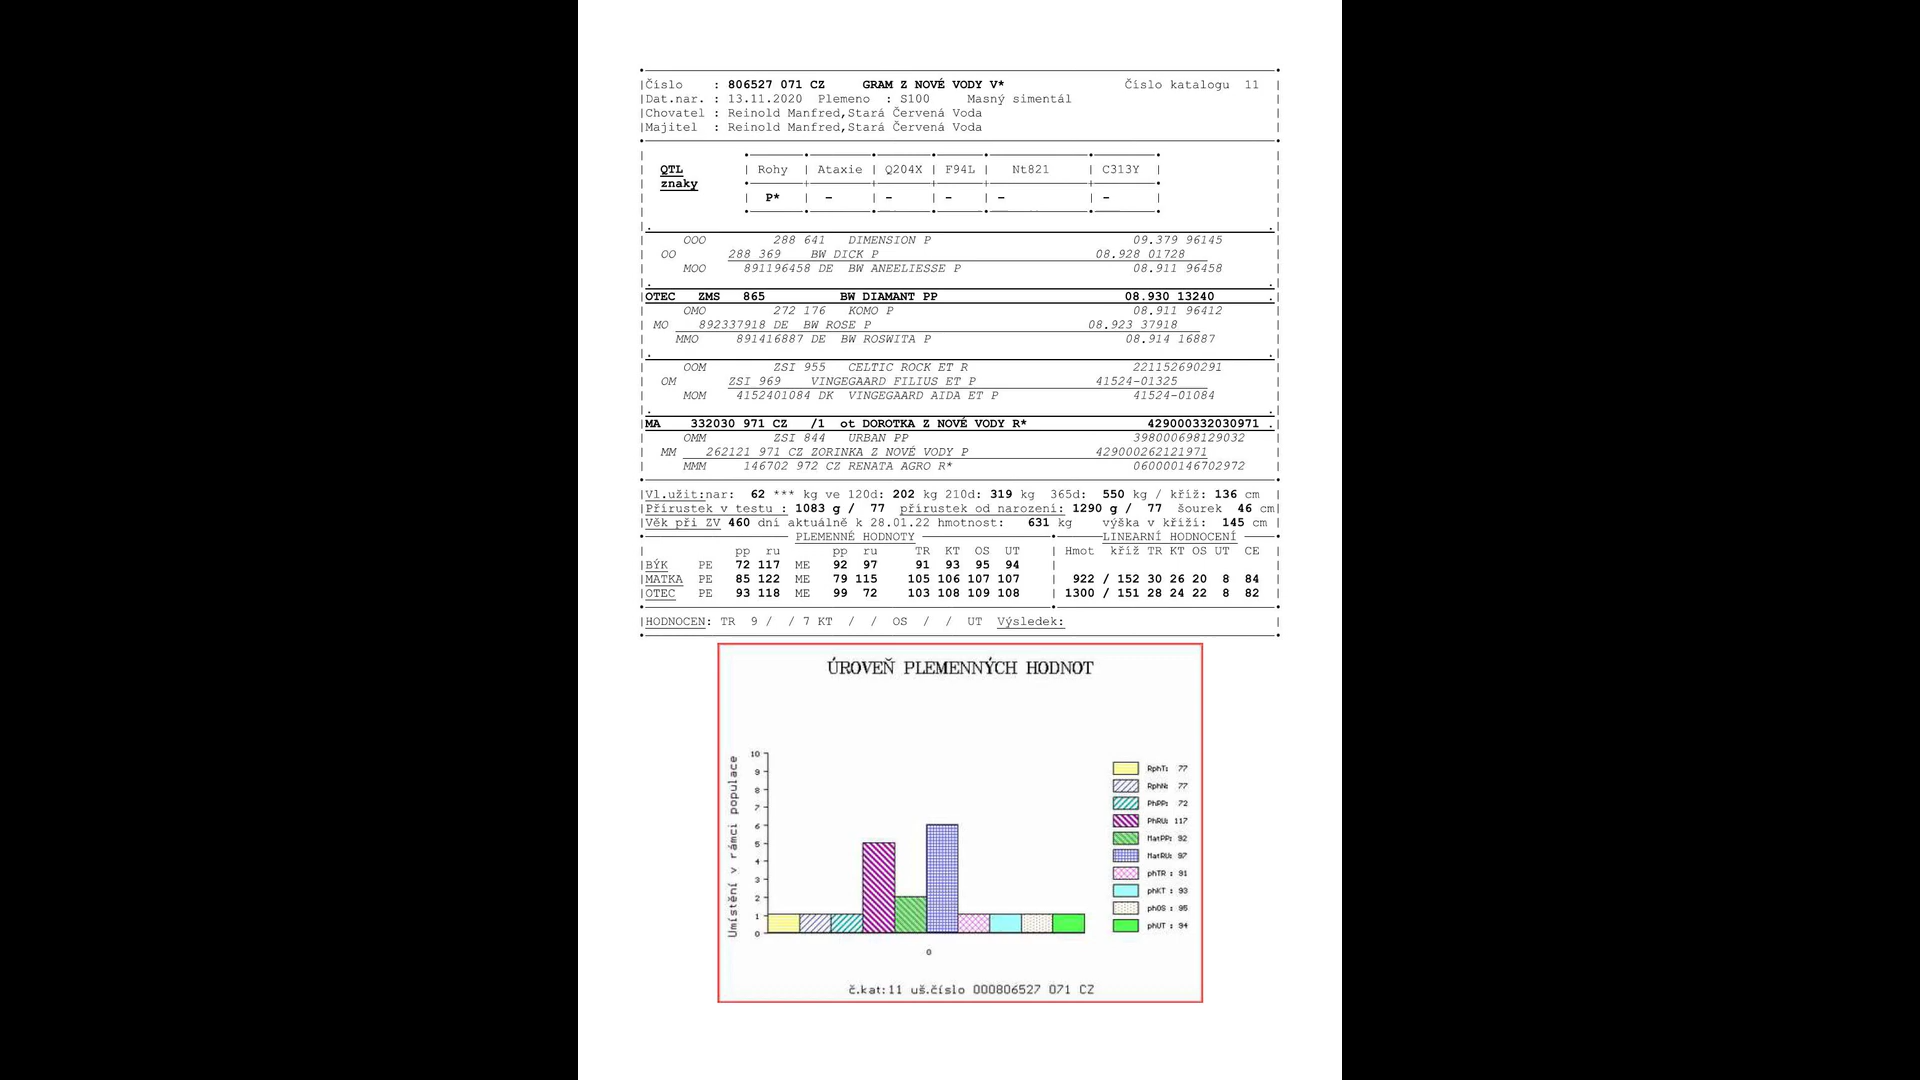 Číslo : 806527 071 CZ GRAM Z NOVÉ VODY V* Číslo katalogu 11
Dat.nar. : 13.11.2020 Plemeno : S100 Masný simentál
Chovatel : Reinold Manfred,Stará Červená Voda
Majitel : Reinold Manfred,Stará Červená Voda
QTL znaky | Rohy | Ataxie | Q204X | F94L | Nt821 | C313Y |
| P* | - | - | - | - | - |
OOO 288 641 DIMENSION P 09.379 96145
OO 288 369 BW DICK P 08.928 01728
MOO 891196458 DE BW ANEELIESSE P 08.911 96458
OTEC ZMS 865 BW DIAMANT PP 08.930 13240
OMO 272 176 KOMO P 08.911 96412
MO 892337918 DE BW ROSE P 08.923 37918
MMO 891416887 DE BW ROSWITA P 08.914 16887
OOM ZSI 955 CELTIC ROCK ET R 221152690291
OM ZSI 969 VINGEGAARD FILIUS ET P 41524-01325
MOM 4152401084 DK VINGEGAARD AIDA ET P 41524-01084
MA 332030 971 CZ /1 ot DOROTKA Z NOVÉ VODY R* 429000332030971
OMM ZSI 844 URBAN PP 398000698129032
MM 262121 971 CZ ZORINKA Z NOVÉ VODY P 429000262121971
MMM 146702 972 CZ RENATA AGRO R* 060000146702972
Vl.užit:nar: 62 *** kg ve 120d: 202 kg 210d: 319 kg 365d: 550 kg / kříž: 136 cm
Přírustek v testu : 1083 g / 77 přírustek od narození: 1290 g / 77 šourek 46 cm
Věk při ZV 460 dní aktuálně k 28.01.22 hmotnost: 631 kg výška v kříži: 145 cm
PLEMENNÉ HODNOTY LINEARNÍ HODNOCENÍ
pp ru pp ru TR KT OS UT | Hmot kříž TR KT OS UT CE
BÝK PE 72 117 ME 92 97 91 93 95 94
MATKA PE 85 122 ME 79 115 105 106 107 107 | 922 / 152 30 26 20 8 84
OTEC PE 93 118 ME 99 72 103 108 109 108 | 1300 / 151 28 24 22 8 82
HODNOCEN: TR 9 / / 7 KT / / OS / / UT Výsledek:
ÚROVEŇ PLEMENNÝCH HODNOT
Umístění v rámci populace
10
9
8
7
6
5
4
3
2
1
0
0
RphT: 77
RphN: 77
PhPP: 72
PhRU: 117
MatPP: 92
MatRU: 97
phTR : 91
phKT : 93
phOS : 95
phUT : 94
č.kat:11 uš.číslo 000806527 071 CZ